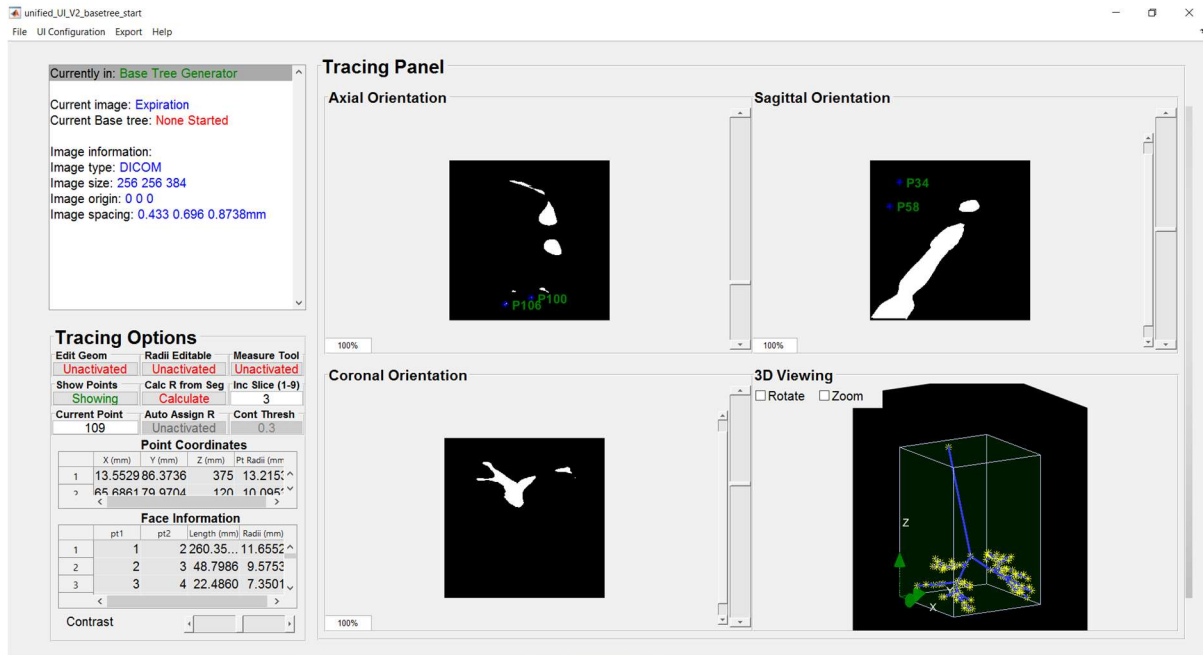 unified_UI_V2_basetree_start
File UI Configuration Export Help
Currently in: Base Tree Generator
Current image: Expiration
Current Base tree: None Started
Image information:
Image type: DICOM
Image size: 256 256 384
Image origin: 0 0 0
Image spacing: 0.433 0.696 0.8738mm
Tracing Options
Edit Geom Radii Editable Measure Tool
Unactivated Unactivated Unactivated
Show Points Calc R from Seg Inc Slice (1-9)
Showing Calculate 3
Current Point Auto Assign R Cont Thresh
109 Unactivated 0.3
Point Coordinates
X (mm) Y (mm) Z (mm) Pt Radii (mm
1 13.5529 86.3736 375 13.215
65.6861 79.9704 120 10.095
Face Information
pt1 pt2 Length (mm) Radii (mm)
1 1 2 260.35... 11.6552
2 2 3 48.7986 9.5753
3 3 4 22.4860 7.3501
Contrast
Tracing Panel
Axial Orientation
P106 P100
100%
Sagittal Orientation
P34
P58
100%
Coronal Orientation
100%
3D Viewing
Rotate Zoom
Z
Y
X